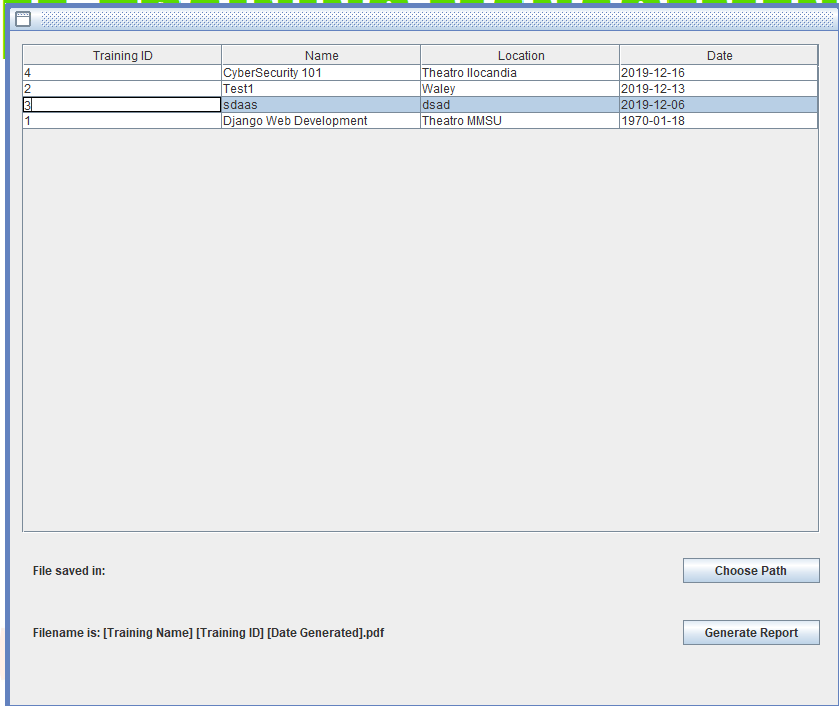 Training ID Name Location Date
4 CyberSecurity 101 Theatro Ilocandia 2019-12-16
2 Test1 Waley 2019-12-13
3 sdaas dsad 2019-12-06
1 Django Web Development Theatro MMSU 1970-01-18
File saved in: Choose Path
Filename is: [Training Name] [Training ID] [Date Generated].pdf Generate Report